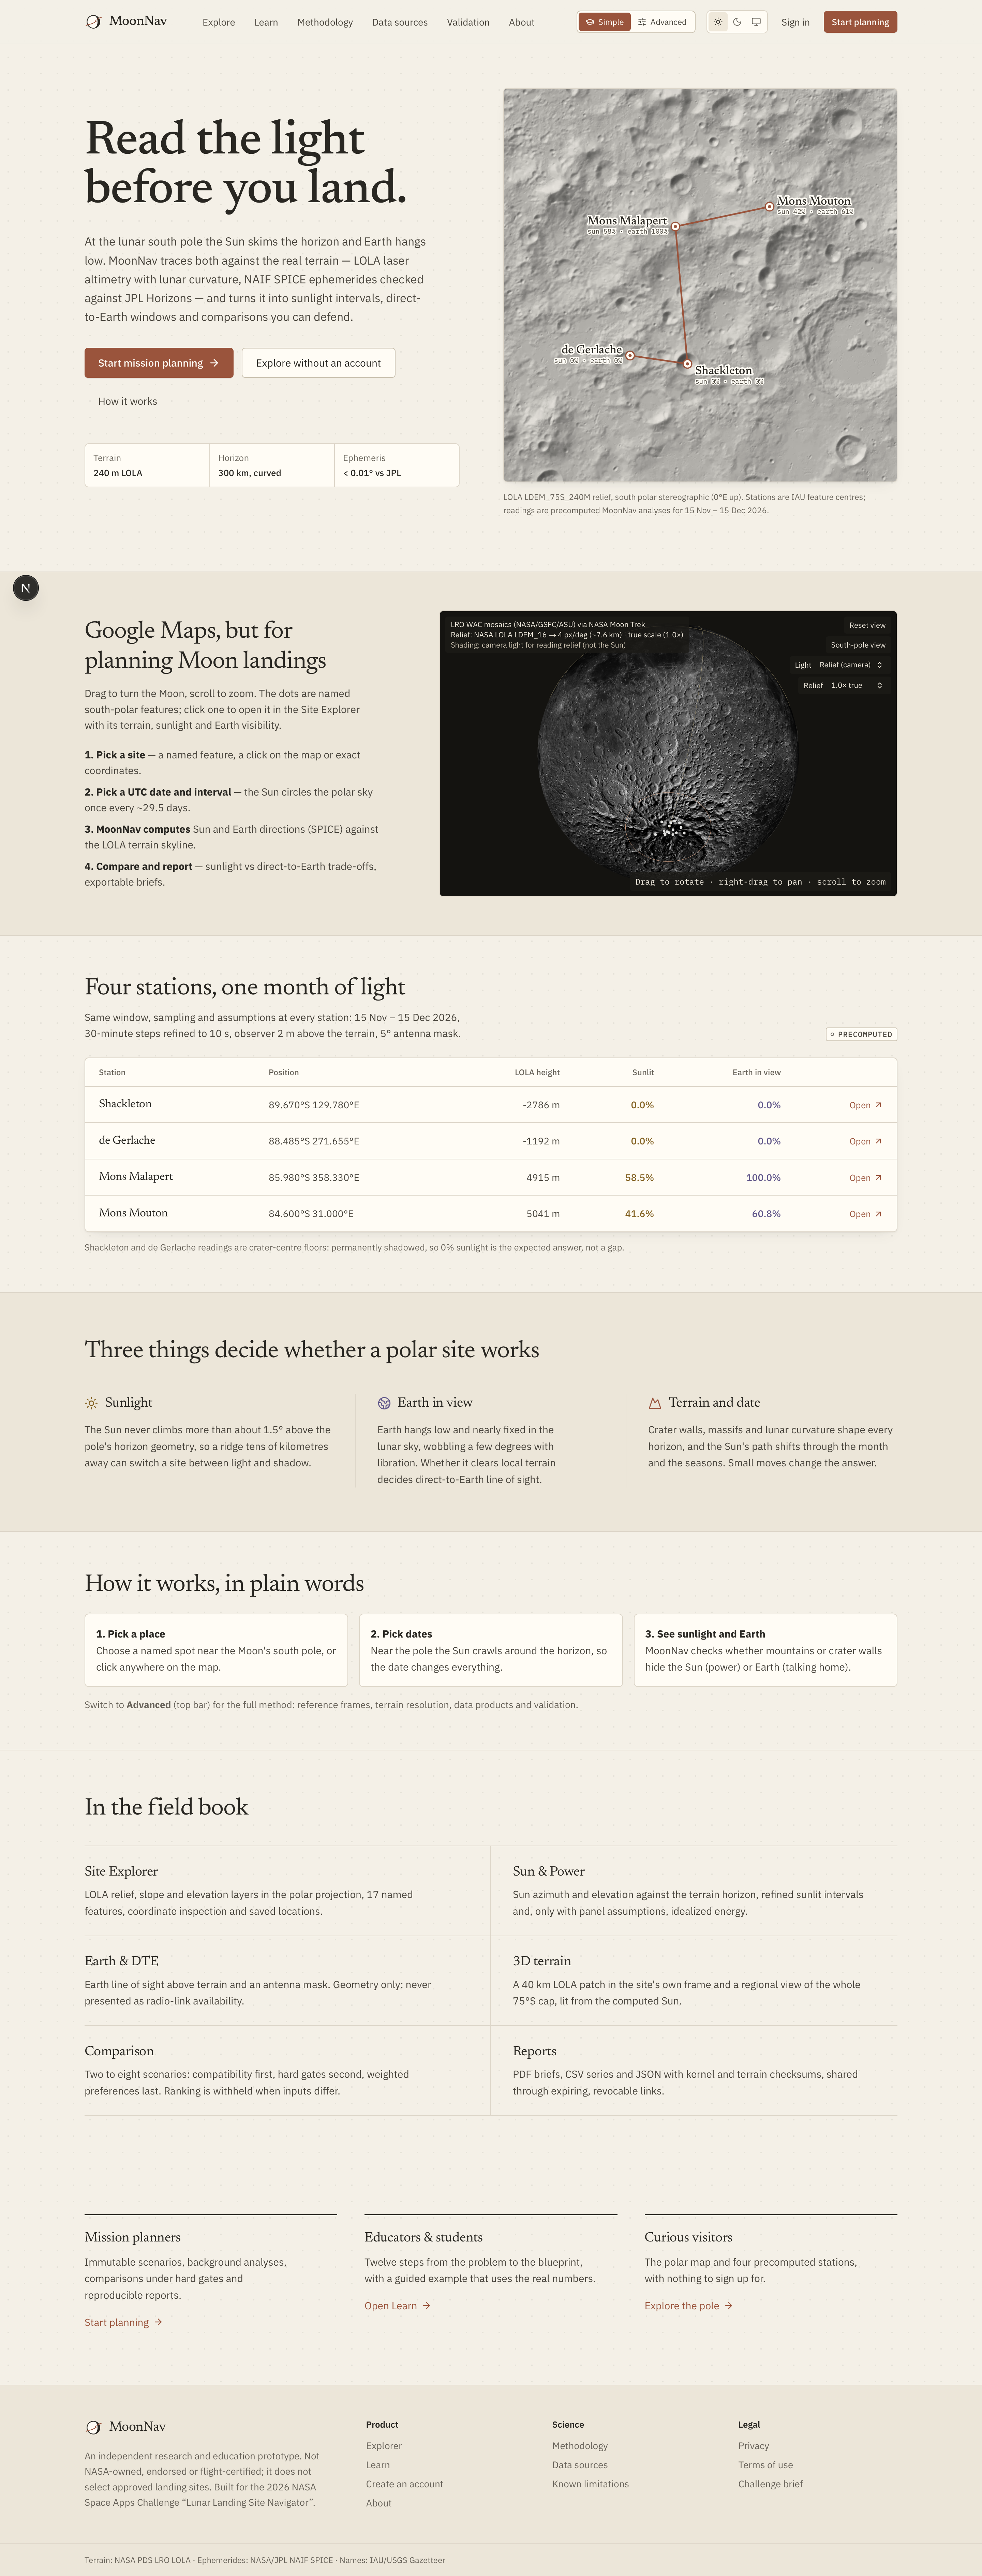 MoonNav
Explore Learn Methodology Data sources Validation About
Simple Advanced
Sign in
Start planning
Read the light
before you land.
At the lunar south pole the Sun skims the horizon and Earth hangs
low. MoonNav traces both against the real terrain — LOLA laser
altimetry with lunar curvature, NAIF SPICE ephemerides checked
against JPL Horizons — and turns it into sunlight intervals, direct-
to-Earth windows and comparisons you can defend.
Start mission planning →
Explore without an account
How it works
Terrain
240 m LOLA
Horizon
300 km, curved
Ephemeris
< 0.01° vs JPL
Mons Mouton
sun 42% · earth 61%
Mons Malapert
sun 58% · earth 100%
de Gerlache
sun 0% · earth 0%
Shackleton
sun 0% · earth 0%
LOLA LDEM_75S_240M relief, south polar stereographic (0°E up). Stations are IAU feature centres;
readings are precomputed MoonNav analyses for 15 Nov – 15 Dec 2026.
N
Google Maps, but for
planning Moon landings
Drag to turn the Moon, scroll to zoom. The dots are named
south-polar features; click one to open it in the Site Explorer
with its terrain, sunlight and Earth visibility.
1. Pick a site — a named feature, a click on the map or exact
coordinates.
2. Pick a UTC date and interval — the Sun circles the polar sky
once every ~29.5 days.
3. MoonNav computes Sun and Earth directions (SPICE) against
the LOLA terrain skyline.
4. Compare and report — sunlight vs direct-to-Earth trade-offs,
exportable briefs.
LRO WAC mosaics (NASA/GSFC/ASU) via NASA Moon Trek
Relief: NASA LOLA LDEM_16 → 4 px/deg (~7.6 km) · true scale (1.0×)
Shading: camera light for reading relief (not the Sun)
Reset view
South-pole view
Light Relief (camera)
Relief 1.0× true
Drag to rotate · right-drag to pan · scroll to zoom
Four stations, one month of light
Same window, sampling and assumptions at every station: 15 Nov – 15 Dec 2026,
30-minute steps refined to 10 s, observer 2 m above the terrain, 5° antenna mask.
PRECOMPUTED
Station Position LOLA height Sunlit Earth in view
Shackleton 89.670°S 129.780°E -2786 m 0.0% 0.0% Open ↗
de Gerlache 88.485°S 271.655°E -1192 m 0.0% 0.0% Open ↗
Mons Malapert 85.980°S 358.330°E 4915 m 58.5% 100.0% Open ↗
Mons Mouton 84.600°S 31.000°E 5041 m 41.6% 60.8% Open ↗
Shackleton and de Gerlache readings are crater-centre floors: permanently shadowed, so 0% sunlight is the expected answer, not a gap.
Three things decide whether a polar site works
Sunlight
The Sun never climbs more than about 1.5° above the
pole's horizon geometry, so a ridge tens of kilometres
away can switch a site between light and shadow.
Earth in view
Earth hangs low and nearly fixed in the
lunar sky, wobbling a few degrees with
libration. Whether it clears local terrain
decides direct-to-Earth line of sight.
Terrain and date
Crater walls, massifs and lunar curvature shape every
horizon, and the Sun's path shifts through the month
and the seasons. Small moves change the answer.
How it works, in plain words
1. Pick a place
Choose a named spot near the Moon's south pole, or
click anywhere on the map.
2. Pick dates
Near the pole the Sun crawls around the horizon, so
the date changes everything.
3. See sunlight and Earth
MoonNav checks whether mountains or crater walls
hide the Sun (power) or Earth (talking home).
Switch to Advanced (top bar) for the full method: reference frames, terrain resolution, data products and validation.
In the field book
Site Explorer
LOLA relief, slope and elevation layers in the polar projection, 17 named
features, coordinate inspection and saved locations.
Sun & Power
Sun azimuth and elevation against the terrain horizon, refined sunlit intervals
and, only with panel assumptions, idealized energy.
Earth & DTE
Earth line of sight above terrain and an antenna mask. Geometry only: never
presented as radio-link availability.
3D terrain
A 40 km LOLA patch in the site's own frame and a regional view of the whole
75°S cap, lit from the computed Sun.
Comparison
Two to eight scenarios: compatibility first, hard gates second, weighted
preferences last. Ranking is withheld when inputs differ.
Reports
PDF briefs, CSV series and JSON with kernel and terrain checksums, shared
through expiring, revocable links.
Mission planners
Immutable scenarios, background analyses,
comparisons under hard gates and
reproducible reports.
Start planning →
Educators & students
Twelve steps from the problem to the blueprint,
with a guided example that uses the real numbers.
Open Learn →
Curious visitors
The polar map and four precomputed stations,
with nothing to sign up for.
Explore the pole →
MoonNav
An independent research and education prototype. Not
NASA-owned, endorsed or flight-certified; it does not
select approved landing sites. Built for the 2026 NASA
Space Apps Challenge “Lunar Landing Site Navigator”.
Product
Explorer
Learn
Create an account
About
Science
Methodology
Data sources
Known limitations
Legal
Privacy
Terms of use
Challenge brief
Terrain: NASA PDS LRO LOLA · Ephemerides: NASA/JPL NAIF SPICE · Names: IAU/USGS Gazetteer